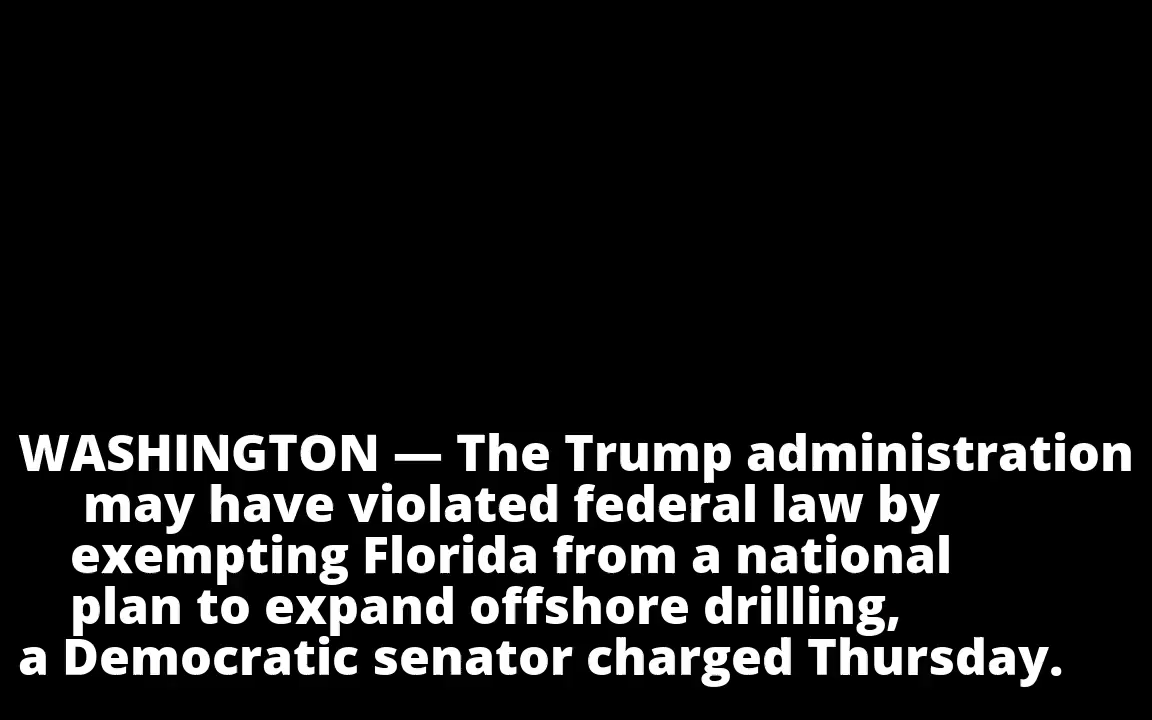 WASHINGTON — The Trump administration
may have violated federal law by
exempting Florida from a national
plan to expand offshore drilling,
a Democratic senator charged Thursday.